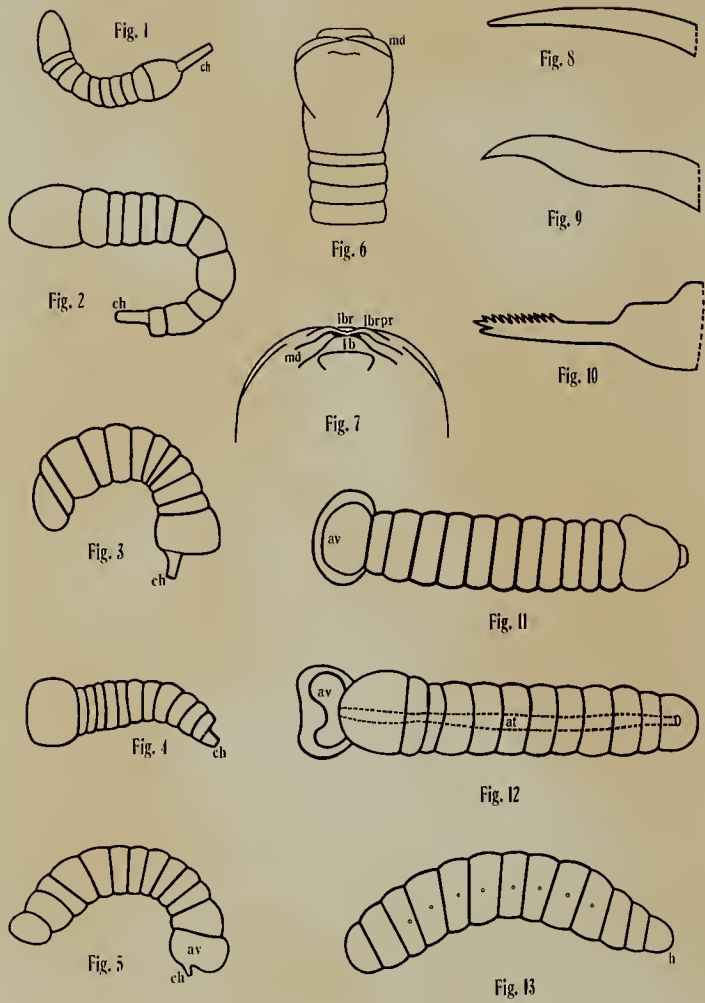 Fig. 1
ch
Fig. 2
ch
Fig. 3
ch
Fig. 4
ch
Fig. 5
av
ch
md
Fig. 6
lbr
lbrpr
md
lb
Fig. 7
Fig. 8
Fig. 9
Fig. 10
av
Fig. 11
av
at
Fig. 12
h
Fig. 13